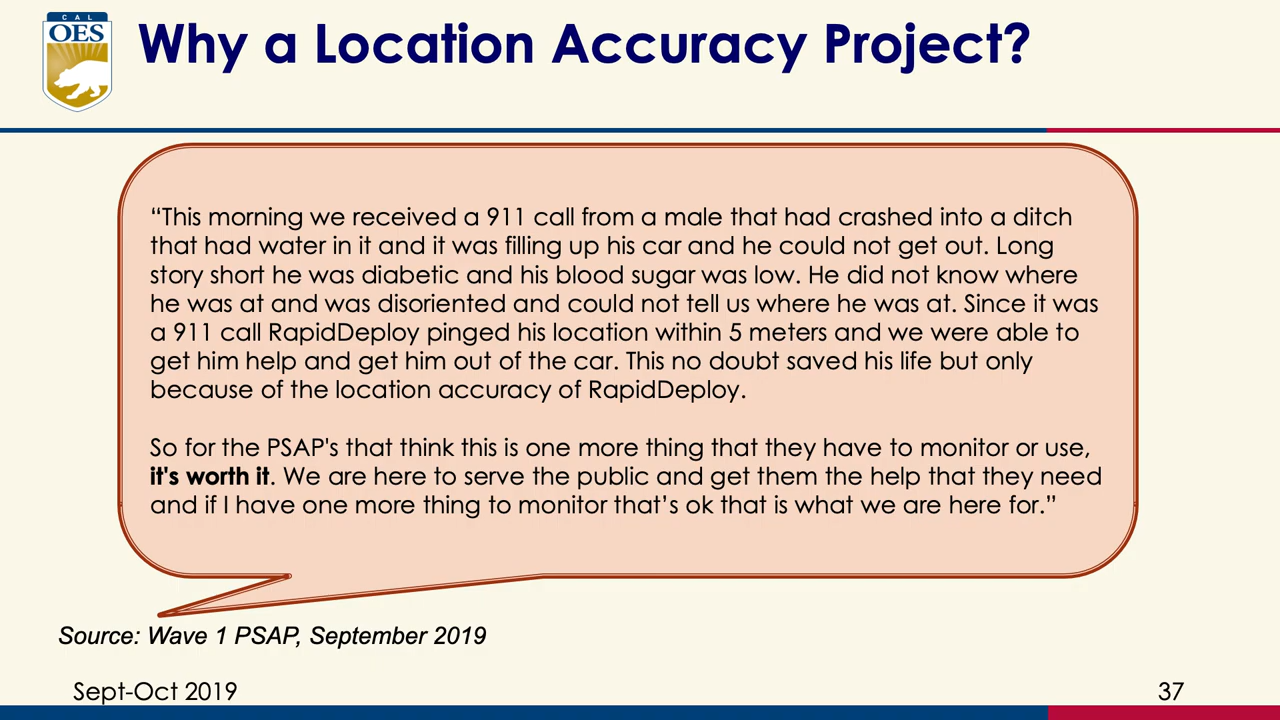 CAL
OES
Why a Location Accuracy Project?
“This morning we received a 911 call from a male that had crashed into a ditch
that had water in it and it was filling up his car and he could not get out. Long
story short he was diabetic and his blood sugar was low. He did not know where
he was at and was disoriented and could not tell us where he was at. Since it was
a 911 call RapidDeploy pinged his location within 5 meters and we were able to
get him help and get him out of the car. This no doubt saved his life but only
because of the location accuracy of RapidDeploy.
So for the PSAP's that think this is one more thing that they have to monitor or use,
it's worth it. We are here to serve the public and get them the help that they need
and if I have one more thing to monitor that’s ok that is what we are here for.”
Source: Wave 1 PSAP, September 2019
Sept-Oct 2019
37